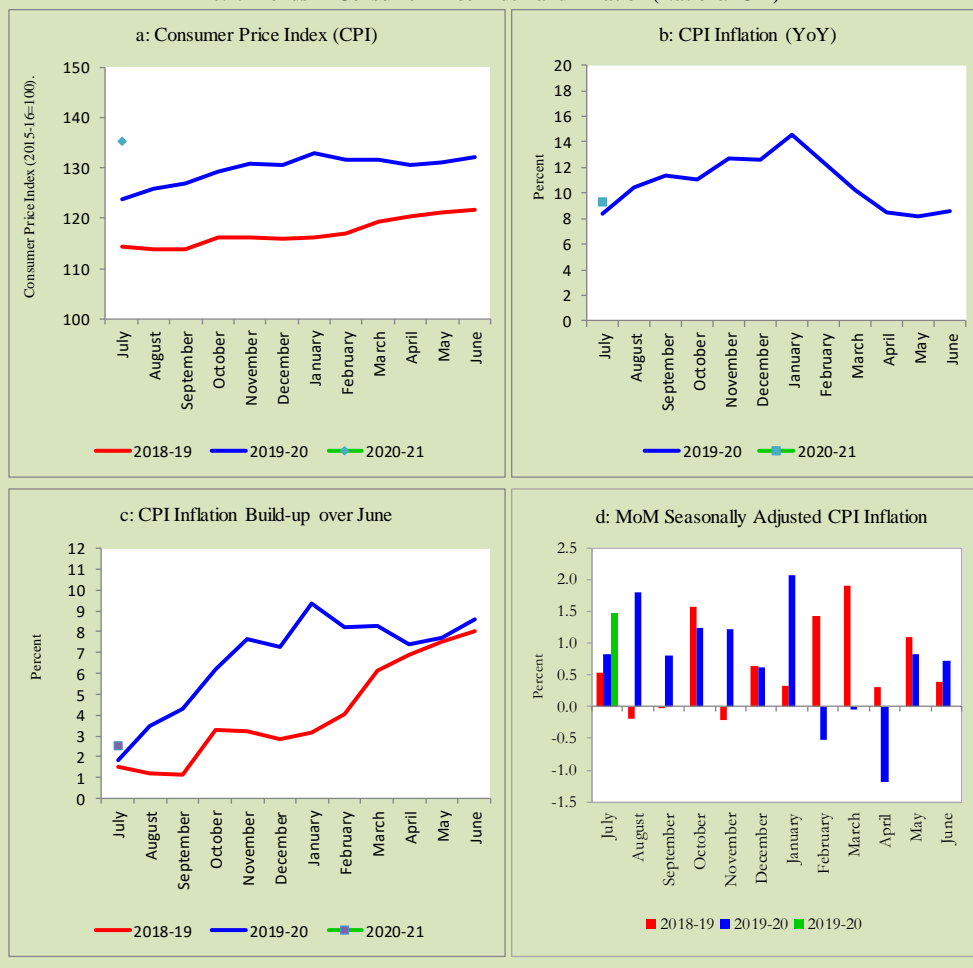 a: Consumer Price Index (CPI)
Consumer Price Index (2015-16=100).
150
140
130
120
110
100
July
August
September
October
November
December
January
February
March
April
May
June
2018-19 2019-20 2020-21
b: CPI Inflation (YoY)
Percent
20
18
16
14
12
10
8
6
4
2
0
July
August
September
October
November
December
January
February
March
April
May
June
2019-20 2020-21
c: CPI Inflation Build-up over June
Percent
12
11
10
9
8
7
6
5
4
3
2
1
0
July
August
September
October
November
December
January
February
March
April
May
June
2018-19 2019-20 2020-21
d: MoM Seasonally Adjusted CPI Inflation
Percent
2.5
2.0
1.5
1.0
0.5
0.0
-0.5
-1.0
-1.5
July
August
September
October
November
December
January
February
March
April
May
June
2018-19 2019-20 2019-20